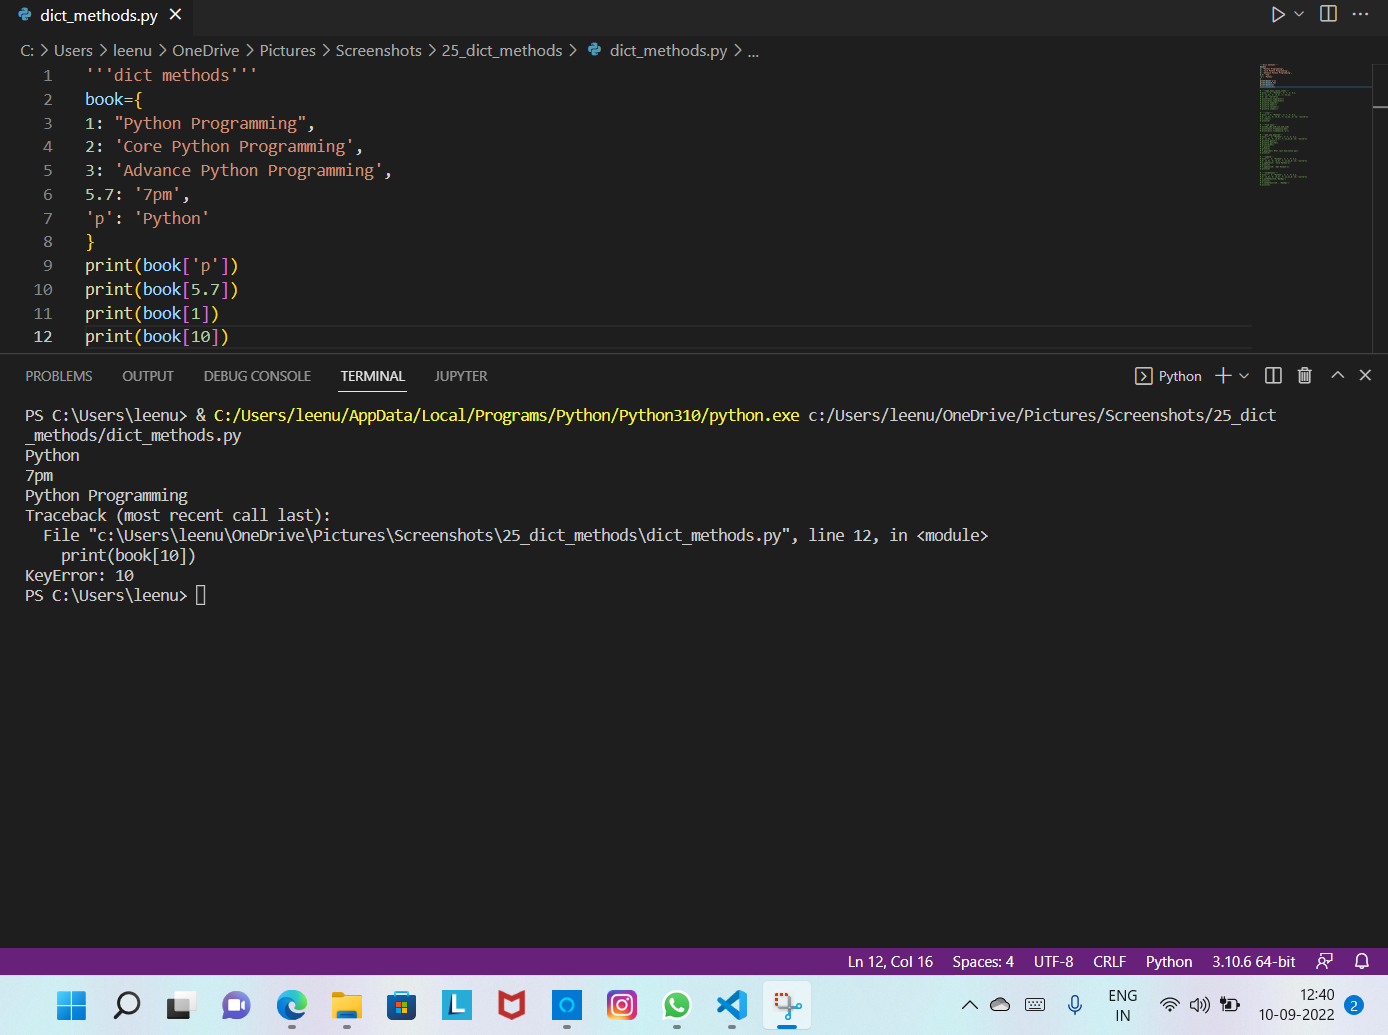 dict_methods.py
C: > Users > leenu > OneDrive > Pictures > Screenshots > 25_dict_methods > dict_methods.py > ...
1 '''dict methods'''
2 book={
3 1: "Python Programming",
4 2: 'Core Python Programming',
5 3: 'Advance Python Programming',
6 5.7: '7pm',
7 'p': 'Python'
8 }
9 print(book['p'])
10 print(book[5.7])
11 print(book[1])
12 print(book[10])
PROBLEMS OUTPUT DEBUG CONSOLE TERMINAL JUPYTER Python
PS C:\Users\leenu> & C:/Users/leenu/AppData/Local/Programs/Python/Python310/python.exe c:/Users/leenu/OneDrive/Pictures/Screenshots/25_dict
_methods/dict_methods.py
Python
7pm
Python Programming
Traceback (most recent call last):
  File "c:\Users\leenu\OneDrive\Pictures\Screenshots\25_dict_methods\dict_methods.py", line 12, in <module>
    print(book[10])
KeyError: 10
PS C:\Users\leenu>
Ln 12, Col 16 Spaces: 4 UTF-8 CRLF Python 3.10.6 64-bit
ENG
IN
12:40
10-09-2022
2